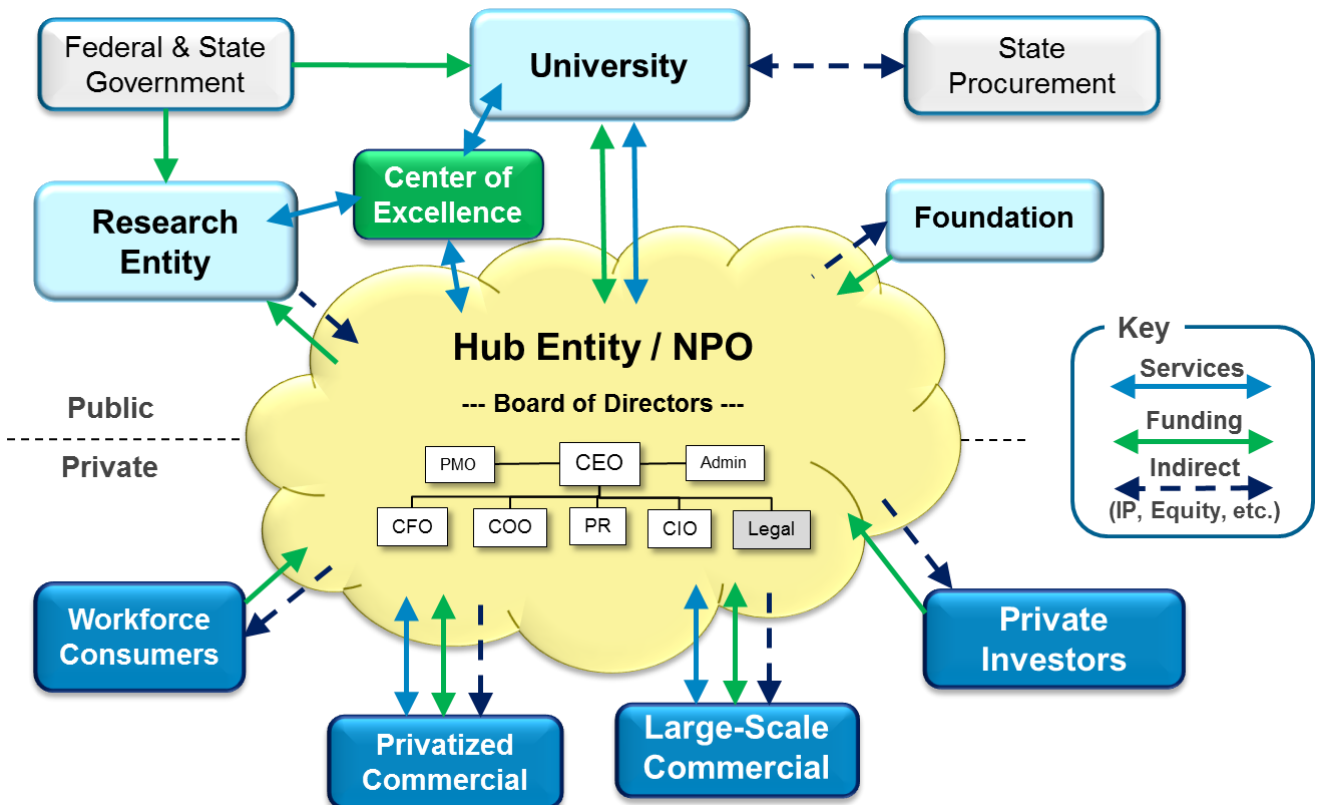 Federal & State
Government
University
State
Procurement
Center of
Excellence
Research
Entity
Foundation
Hub Entity / NPO
--- Board of Directors ---
Public
Private
PMO
CEO
Admin
CFO
COO
PR
CIO
Legal
Key
Services
Funding
Indirect
(IP, Equity, etc.)
Workforce
Consumers
Privatized
Commercial
Large-Scale
Commercial
Private
Investors